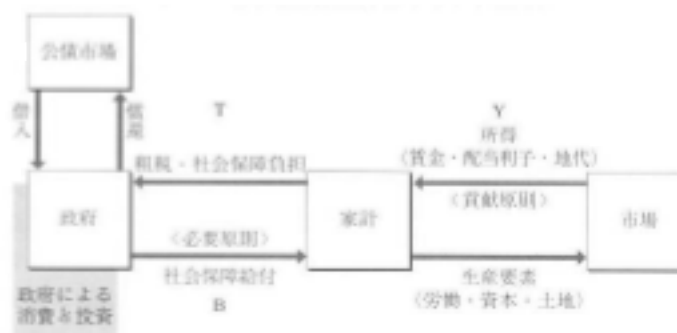 公債市場
借入
償還
T
Y
所得
(賃金・配当利子・地代)
租税・社会保障負担
〈貢献原則〉
政府
家計
市場
〈必要原則〉
社会保障給付
B
生産要素
(労働・資本・土地)
政府による
消費と投資